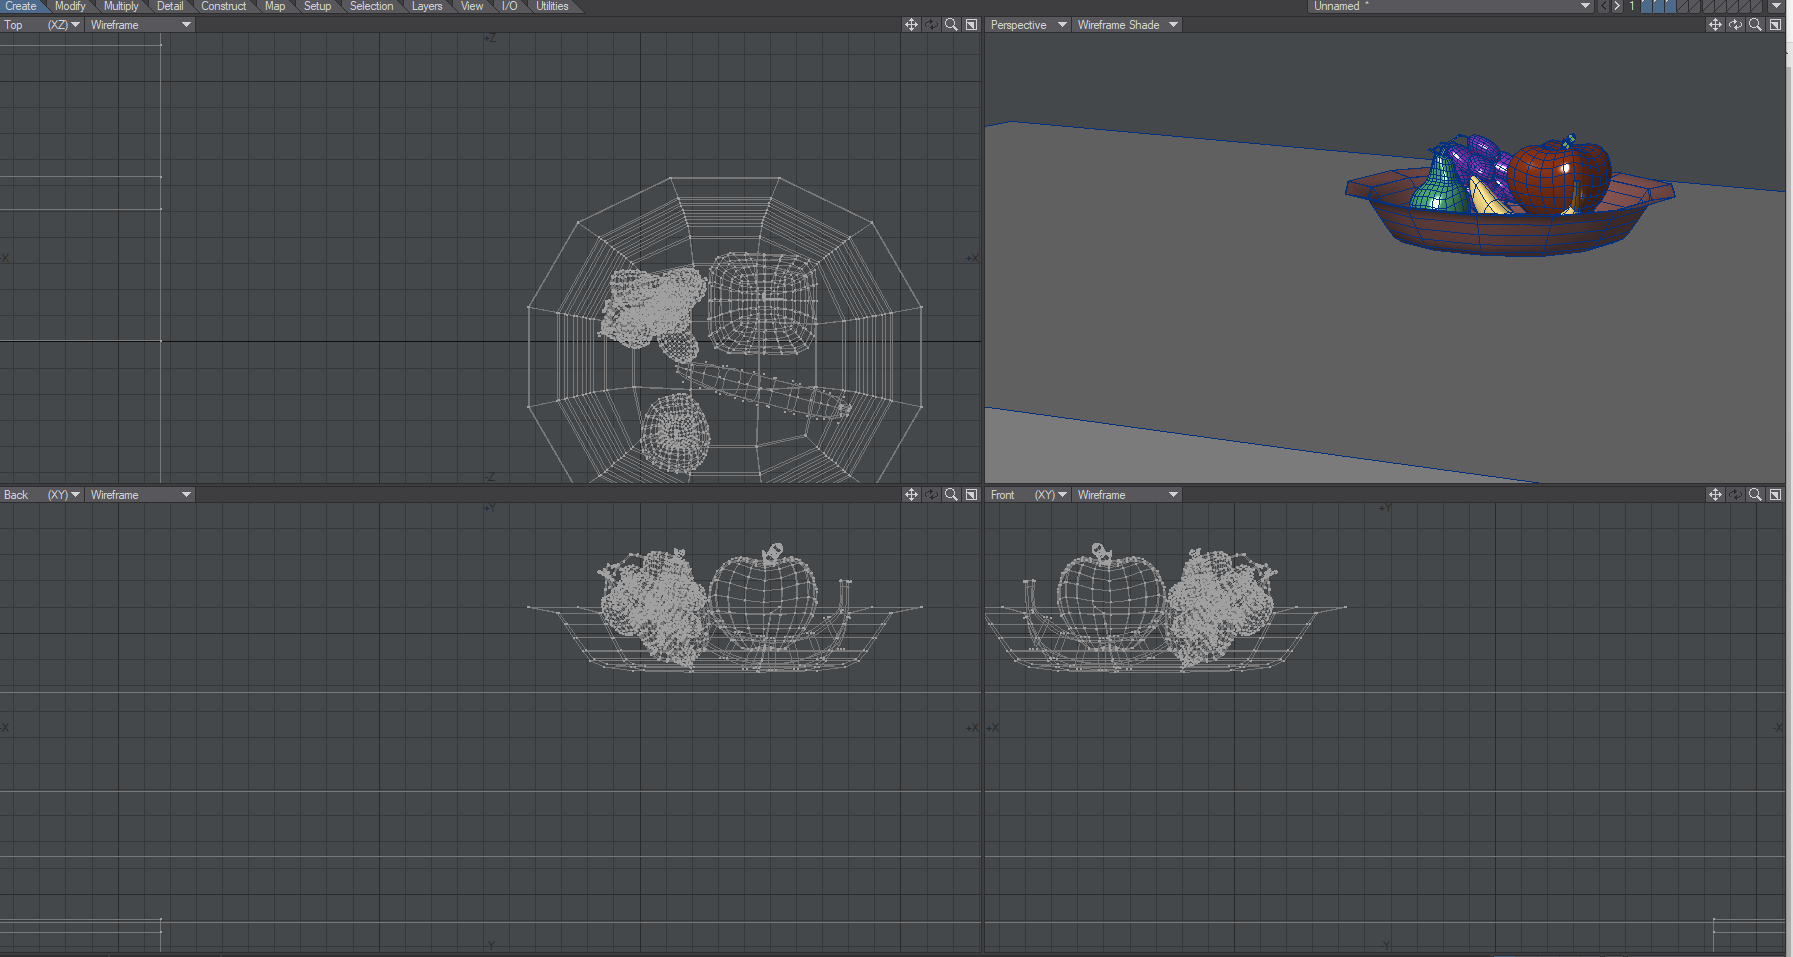 Create Modify Multiply Detail Construct Map Setup Selection Layers View I/O Utilities Unnamed * < > 1
Top (XZ) Wireframe
Perspective Wireframe Shade
+Z
-X +X
-Z
Back (XY) Wireframe
Front (XY) Wireframe
+Y +Y
-X +X +X -X
-Y -Y